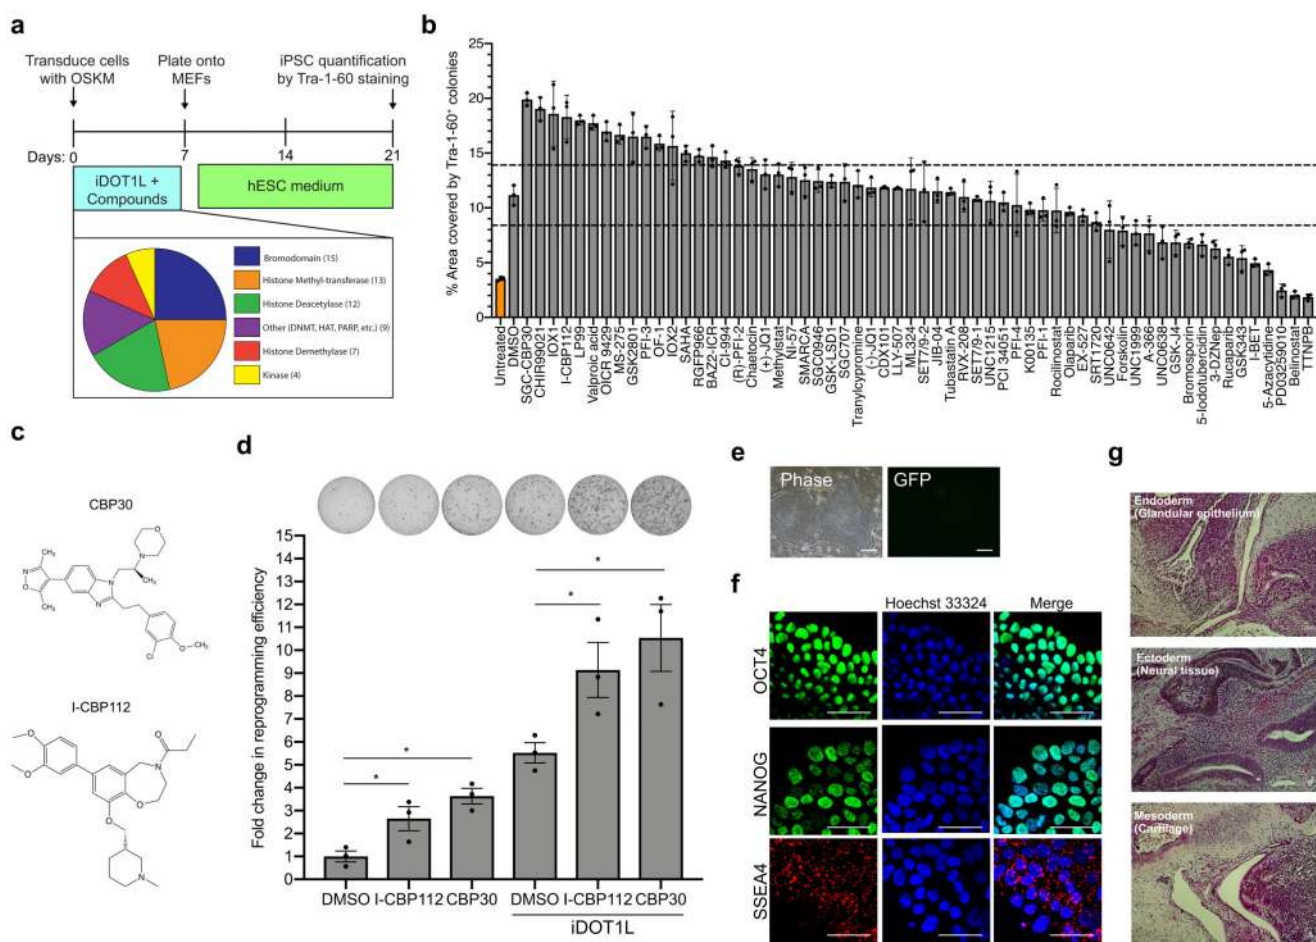 a
Transduce cells
with OSKM
Plate onto
MEFs
iPSC quantification
by Tra-1-60 staining
Days: 0
7
14
21
iDOT1L +
Compounds
hESC medium
Bromodomain (15)
Histone Methyl-transferase (13)
Histone Deacetylase (12)
Other (DNMT, HAT, PARP, etc.) (9)
Histone Demethylase (7)
Kinase (4)
b
% Area covered by Tra-1-60+ colonies
25
20
15
10
5
0
Untreated
DMSO
SGC-CBP30
CHIR99021
IOX1
I-CBP112
LP99
Valproic acid
OICR 9429
MS-275
GSK2801
PFI-3
OF-1
IOX2
SAHA
RGFP966
BAZ2-ICR
CI-994
(R)-PFI-2
Chaetocin
(+)-JQ1
Methylstat
NI-57
SMARCA
SGC0946
GSK-LSD1
SGC707
Tranylcypromine
(-)-JQ1
CDX101
LLY-507
ML324
SET7/9-2
JIB-04
Tubastatin A
RVX-208
SET7/9-1
UNC1215
PCI 34051
PFI-4
K00135
PFI-1
Rocilinostat
Olaparib
EX-527
SRT1720
UNC0642
Forskolin
UNC1999
A-366
UNC0638
GSK-J4
Bromosporin
5-Iodotubercidin
3-DZNep
Rucaparib
GSK343
I-BET
5-Azacytidine
PD0325901
Belinostat
TTNPB
c
CBP30
CH3
N
O
CH3
N
N
N
O
CH3
Cl
O
CH3
I-CBP112
O
O
O
N
O
O
N
d
Fold change in reprogramming efficiency
15
14
13
12
11
10
9
8
7
6
5
4
3
2
1
0
*
*
*
*
DMSO I-CBP112 CBP30 DMSO I-CBP112 CBP30
iDOT1L
e
Phase
GFP
f
Hoechst 33324
Merge
OCT4
NANOG
SSEA4
g
Endoderm
(Glandular epithelium)
Ectoderm
(Neural tissue)
Mesoderm
(Cartilage)